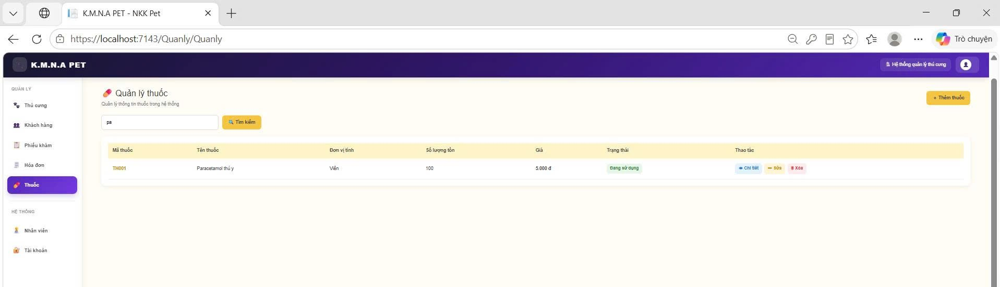 K.M.N.A PET - NKK Pet
https://localhost:7143/Quanly/Quanly
Trò chuyện
K.M.N.A PET
Hệ thống quản lý thú cưng
QUẢN LÝ
Thú cưng
Khách hàng
Phiếu khám
Hóa đơn
Thuốc
HỆ THỐNG
Nhân viên
Tài khoản
Quản lý thuốc
Quản lý thông tin thuốc trong hệ thống
+ Thêm thuốc
pa
Tìm kiếm
Mã thuốc Tên thuốc Đơn vị tính Số lượng tồn Giá Trạng thái Thao tác
TH001 Paracetamol thú y Viên 100 5.000 đ Đang sử dụng Chi tiết Sửa Xóa